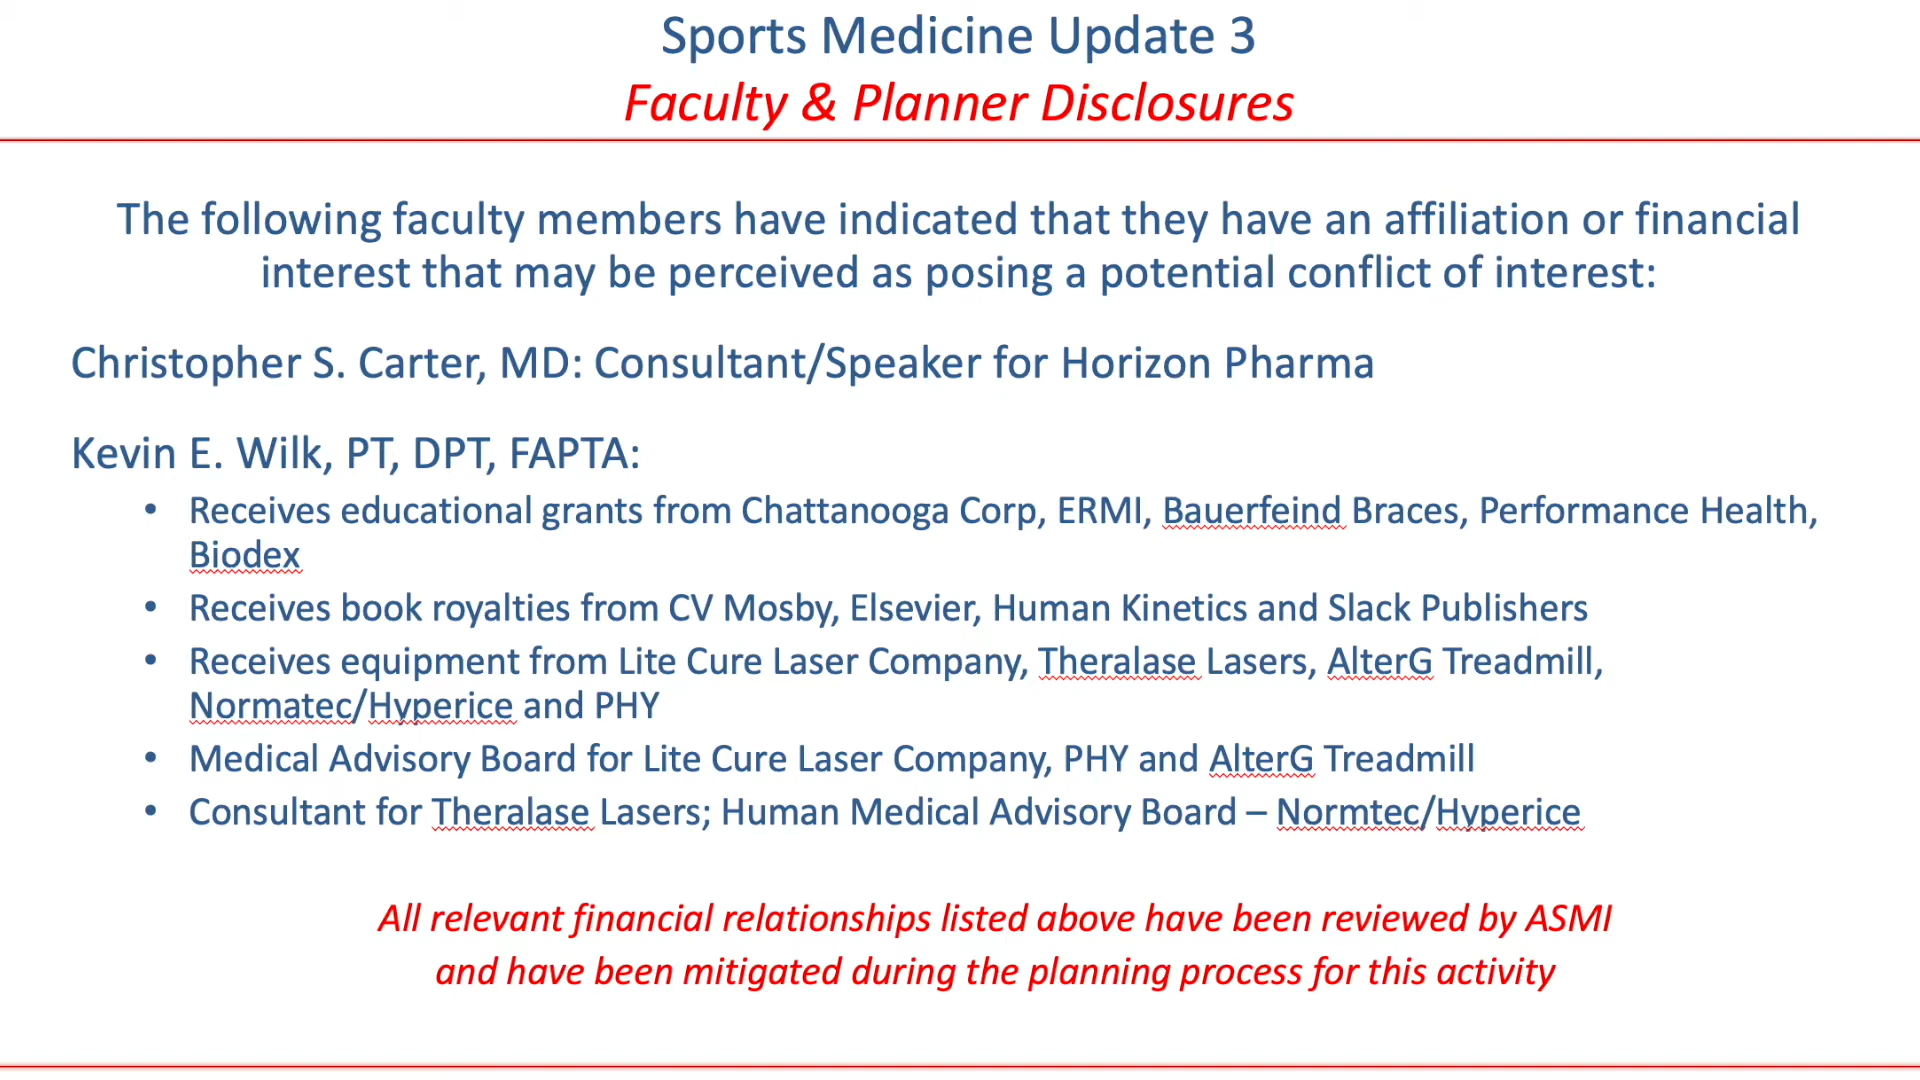 Sports Medicine Update 3
Faculty & Planner Disclosures
The following faculty members have indicated that they have an affiliation or financial
interest that may be perceived as posing a potential conflict of interest:
Christopher S. Carter, MD: Consultant/Speaker for Horizon Pharma
Kevin E. Wilk, PT, DPT, FAPTA:
• Receives educational grants from Chattanooga Corp, ERMI, Bauerfeind Braces, Performance Health,
Biodex
• Receives book royalties from CV Mosby, Elsevier, Human Kinetics and Slack Publishers
• Receives equipment from Lite Cure Laser Company, Theralase Lasers, AlterG Treadmill,
Normatec/Hyperice and PHY
• Medical Advisory Board for Lite Cure Laser Company, PHY and AlterG Treadmill
• Consultant for Theralase Lasers; Human Medical Advisory Board – Normtec/Hyperice
All relevant financial relationships listed above have been reviewed by ASMI
and have been mitigated during the planning process for this activity